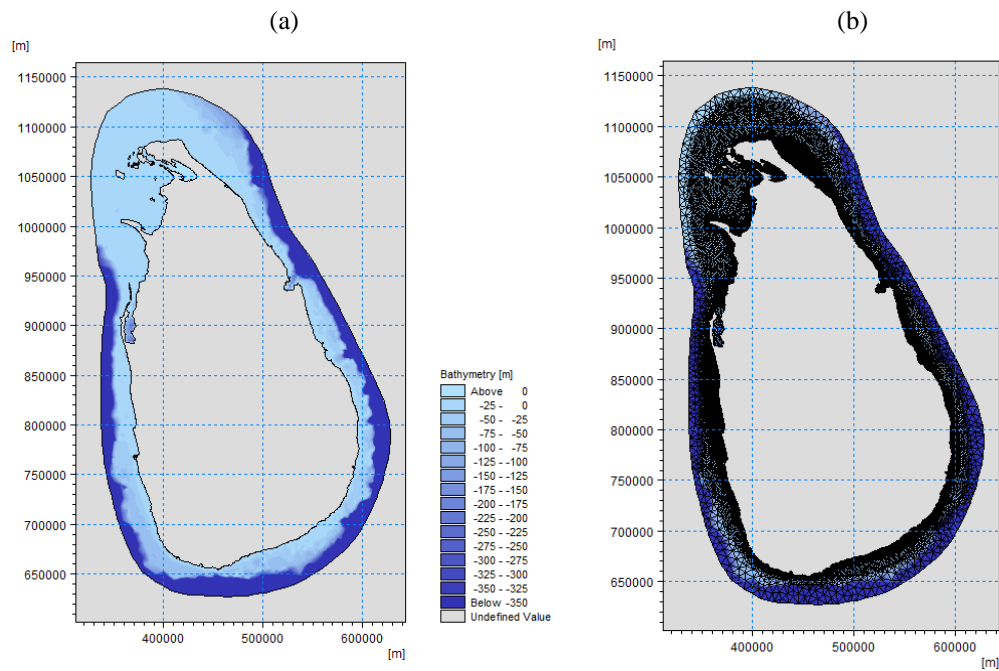 (a)
[m]
1150000
1100000
1050000
1000000
950000
900000
850000
800000
750000
700000
650000
400000 500000 600000
[m]
Bathymetry [m]
Above 0
-25 - 0
-50 - -25
-75 - -50
-100 - -75
-125 - -100
-150 - -125
-175 - -150
-200 - -175
-225 - -200
-250 - -225
-275 - -250
-300 - -275
-325 - -300
-350 - -325
Below -350
Undefined Value
(b)
[m]
1150000
1100000
1050000
1000000
950000
900000
850000
800000
750000
700000
650000
400000 500000 600000
[m]